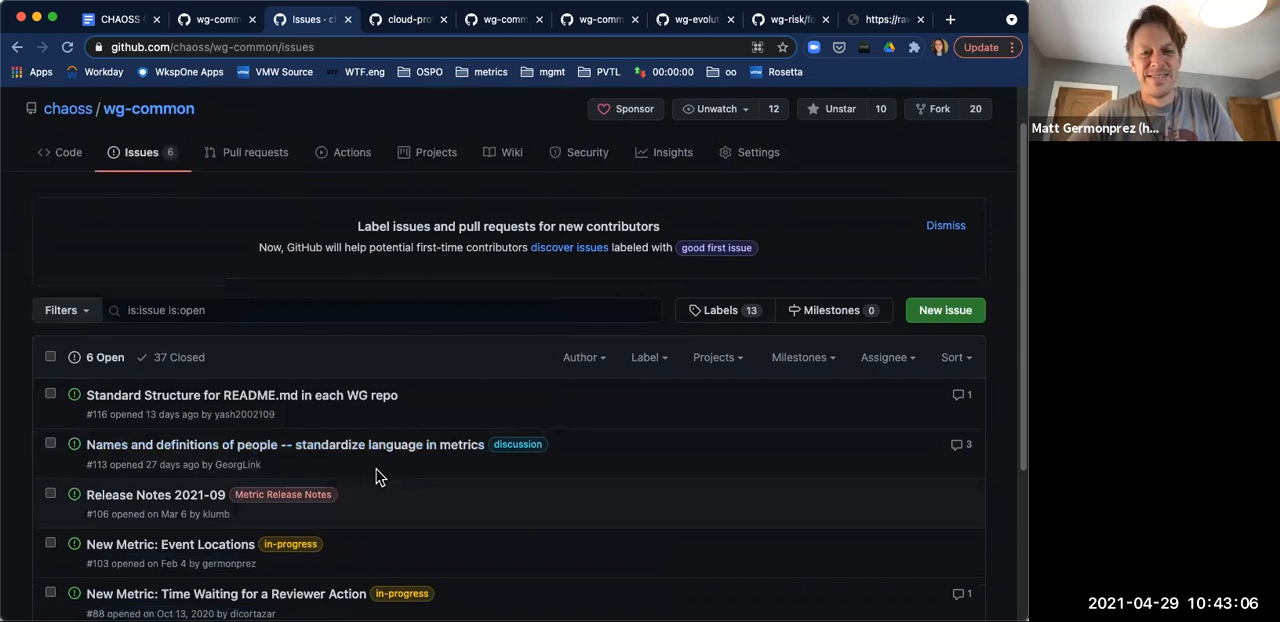 CHAOSS
wg-comm
Issues · c
cloud-pro
wg-comm
wg-comm
wg-evolut
wg-risk/fo
https://rav
github.com/chaoss/wg-common/issues
Update
Apps
Workday
WkspOne Apps
VMW Source
WTF.eng
OSPO
metrics
mgmt
PVTL
00:00:00
oo
Rosetta
chaoss / wg-common
Sponsor
Unwatch 12
Unstar 10
Fork 20
Code
Issues 6
Pull requests
Actions
Projects
Wiki
Security
Insights
Settings
Label issues and pull requests for new contributors
Dismiss
Now, GitHub will help potential first-time contributors discover issues labeled with good first issue
Filters
is:issue is:open
Labels 13
Milestones 0
New issue
6 Open
37 Closed
Author
Label
Projects
Milestones
Assignee
Sort
Standard Structure for README.md in each WG repo
1
#116 opened 13 days ago by yash2002109
Names and definitions of people -- standardize language in metrics discussion
3
#113 opened 27 days ago by GeorgLink
Release Notes 2021-09 Metric Release Notes
#106 opened on Mar 6 by klumb
New Metric: Event Locations in-progress
#103 opened on Feb 4 by germonprez
New Metric: Time Waiting for a Reviewer Action in-progress
1
#88 opened on Oct 13, 2020 by dicortazar
Matt Germonprez (h...
2021-04-29 10:43:06